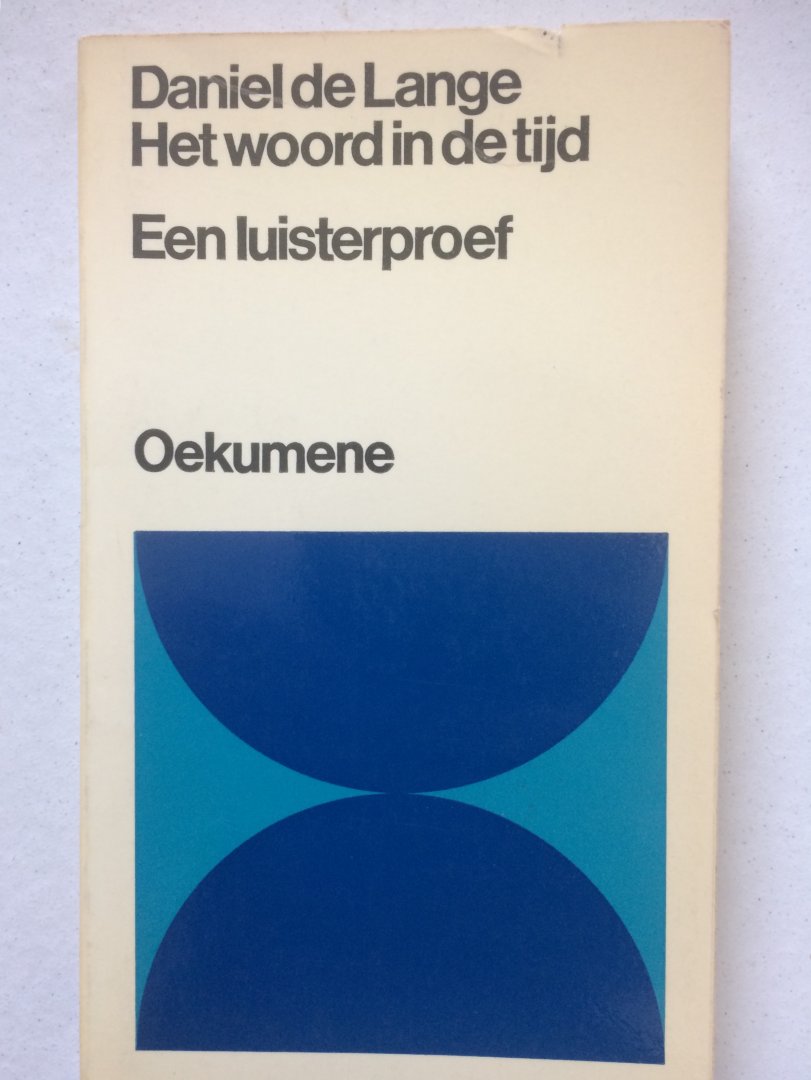 Daniel de Lange
Het woord in de tijd
Een luisterproef
Oekumene